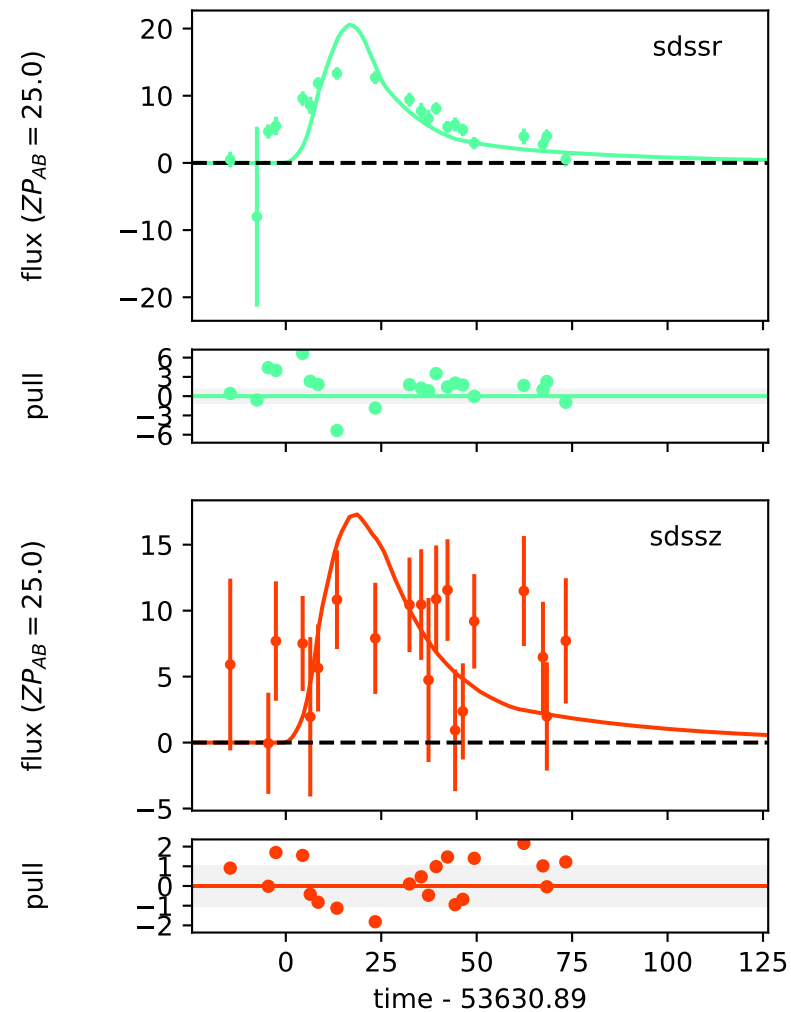 20
sdssr
10
0
−10
−20
flux (ZP_AB = 25.0)
6
3
0
−3
−6
pull
sdssz
15
10
5
0
−5
flux (ZP_AB = 25.0)
2
1
0
−1
−2
pull
0 25 50 75 100 125
time - 53630.89